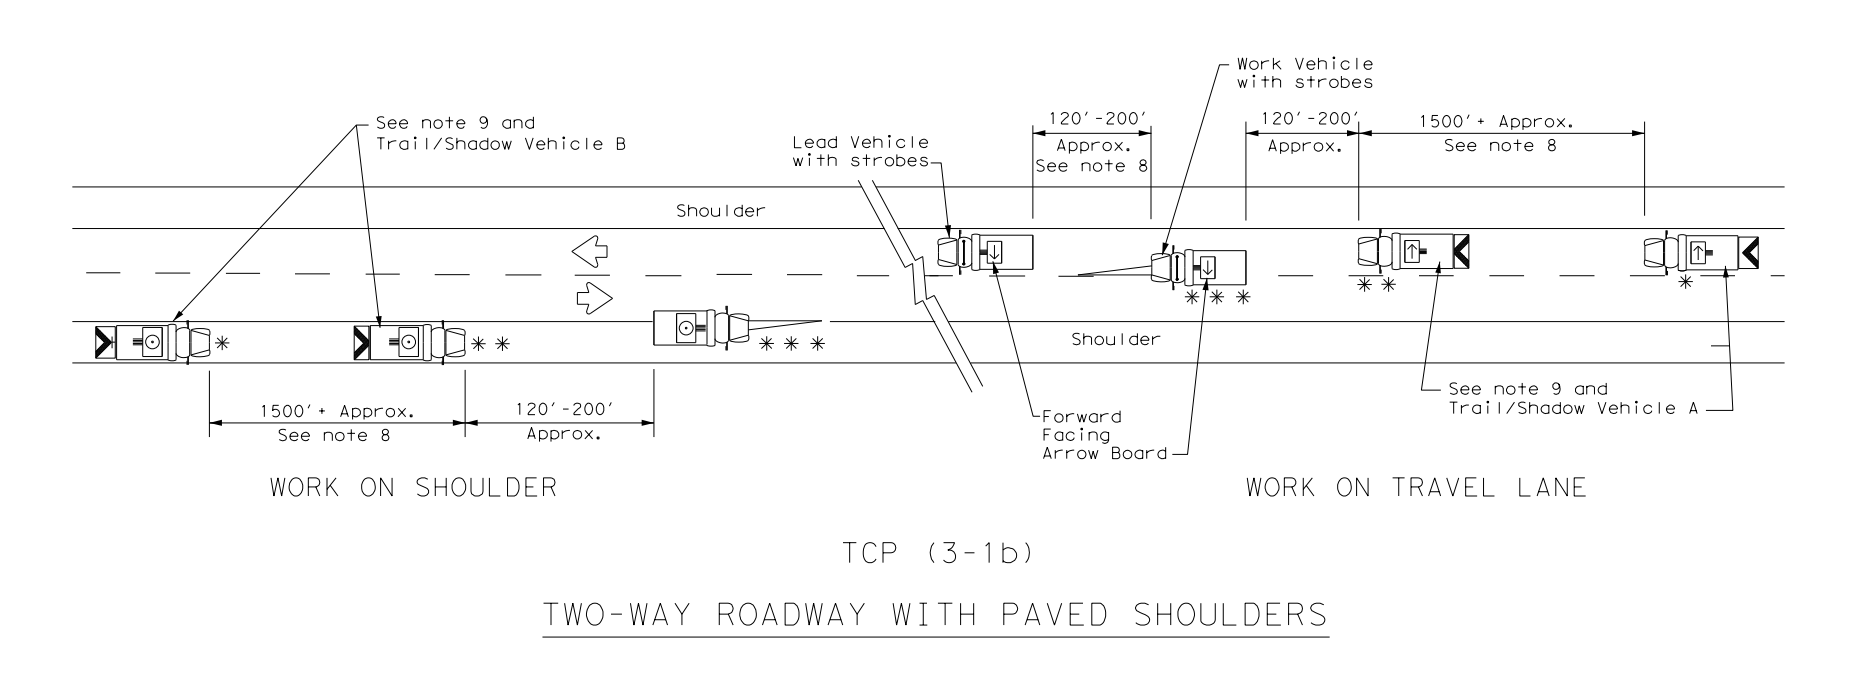 Work Vehicle
with strobes
See note 9 and
Trail/Shadow Vehicle B
Lead Vehicle
with strobes
120'-200'
Approx.
See note 8
120'-200'
Approx.
1500'+ Approx.
See note 8
Shoulder
Shoulder
* * * * * *
* * * * * *
1500'+ Approx.
See note 8
120'-200'
Approx.
Forward
Facing
Arrow Board
See note 9 and
Trail/Shadow Vehicle A
WORK ON SHOULDER
WORK ON TRAVEL LANE
TCP (3-1b)
TWO-WAY ROADWAY WITH PAVED SHOULDERS